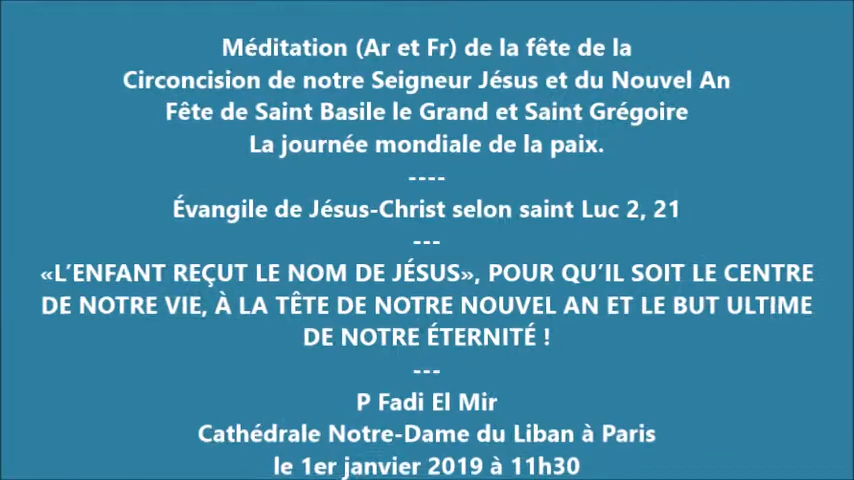 Méditation (Ar et Fr) de la fête de la
Circoncision de notre Seigneur Jésus et du Nouvel An
Fête de Saint Basile le Grand et Saint Grégoire
La journée mondiale de la paix.
----
Évangile de Jésus-Christ selon saint Luc 2, 21
---
«L’ENFANT REÇUT LE NOM DE JÉSUS», POUR QU’IL SOIT LE CENTRE
DE NOTRE VIE, À LA TÊTE DE NOTRE NOUVEL AN ET LE BUT ULTIME
DE NOTRE ÉTERNITÉ !
---
P Fadi El Mir
Cathédrale Notre-Dame du Liban à Paris
le 1er janvier 2019 à 11h30